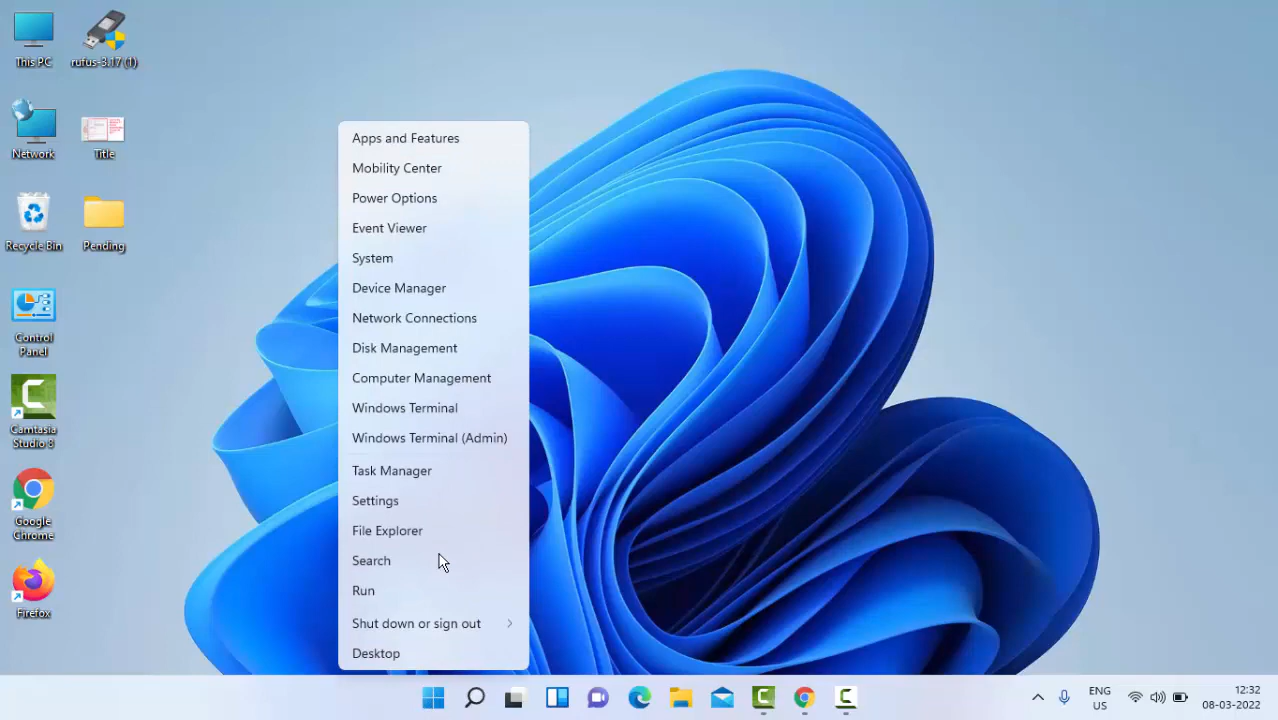 This PC
rufus-3.17 (1)
Network
Title
Recycle Bin
Pending
Control
Panel
Camtasia
Studio 8
Google
Chrome
Firefox
Apps and Features
Mobility Center
Power Options
Event Viewer
System
Device Manager
Network Connections
Disk Management
Computer Management
Windows Terminal
Windows Terminal (Admin)
Task Manager
Settings
File Explorer
Search
Run
Shut down or sign out
Desktop
ENG
US
12:32
08-03-2022